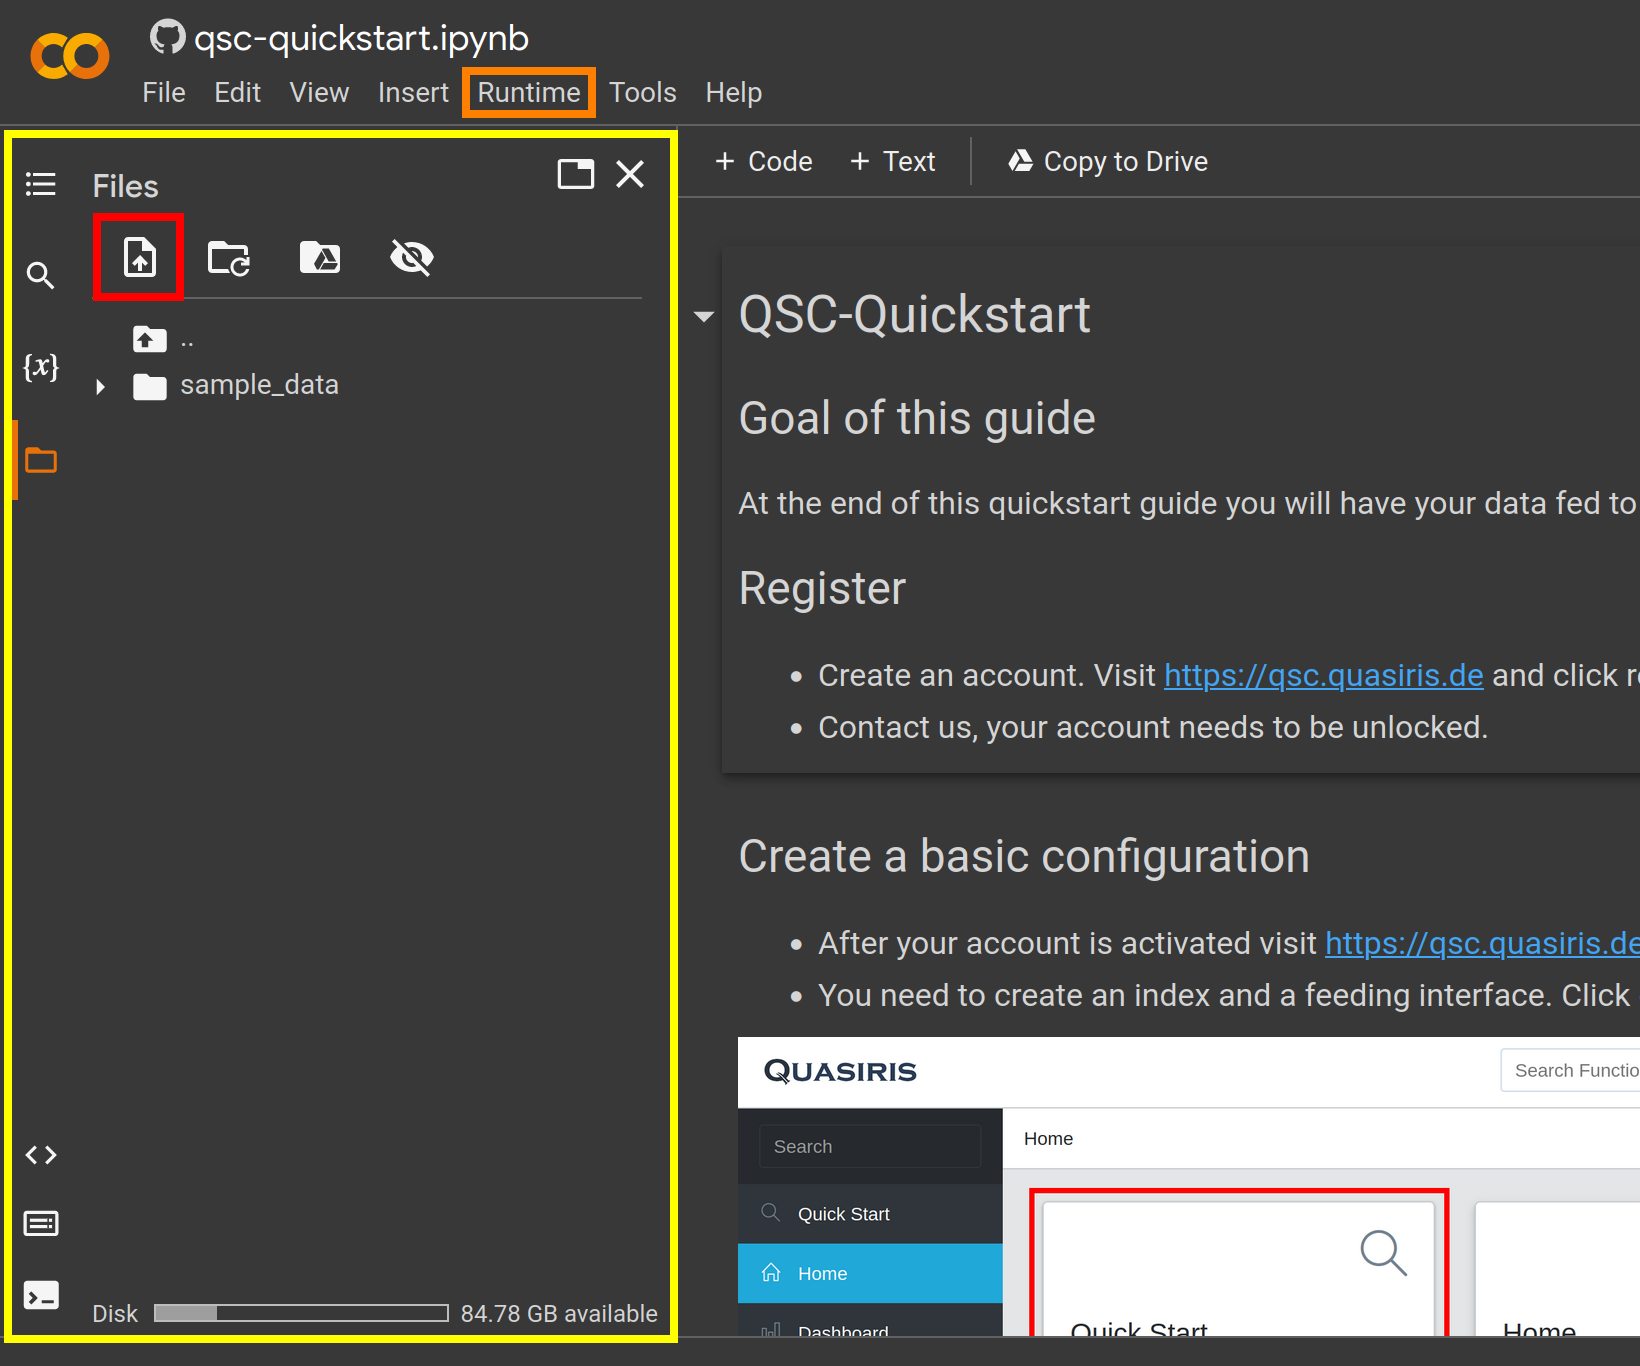 qsc-quickstart.ipynb
File Edit View Insert Runtime Tools Help
Files
+ Code + Text Copy to Drive
..
{x}
sample_data
QSC-Quickstart
Goal of this guide
At the end of this quickstart guide you will have your data fed to
Register
• Create an account. Visit https://qsc.quasiris.de and click
• Contact us, your account needs to be unlocked.
Create a basic configuration
• After your account is activated visit https://qsc.quasiris.de
• You need to create an index and a feeding interface. Click
QUASIRIS
Search Functio
Search
Home
Quick Start
Home
Dashboard
Quick Start
Home
Disk 84.78 GB available